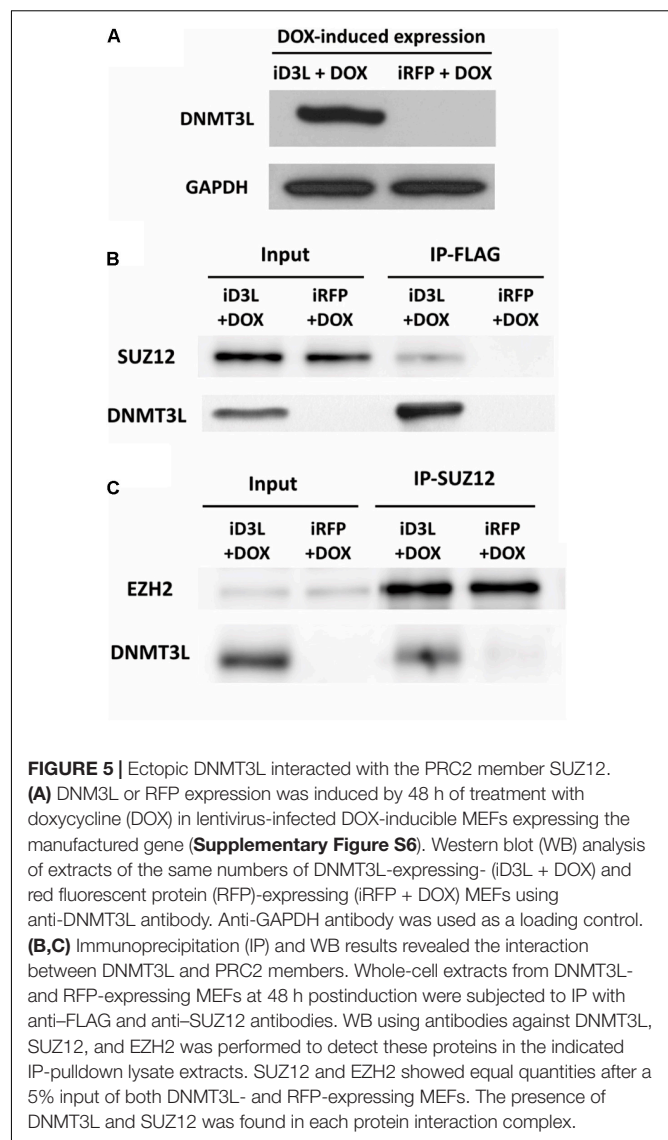 A
DOX-induced expression
iD3L + DOX iRFP + DOX
DNMT3L
GAPDH
B
Input IP-FLAG
iD3L +DOX iRFP +DOX iD3L +DOX iRFP +DOX
SUZ12
DNMT3L
C
Input IP-SUZ12
iD3L +DOX iRFP +DOX iD3L +DOX iRFP +DOX
EZH2
DNMT3L
FIGURE 5 | Ectopic DNMT3L interacted with the PRC2 member SUZ12.
(A) DNM3L or RFP expression was induced by 48 h of treatment with
doxycycline (DOX) in lentivirus-infected DOX-inducible MEFs expressing the
manufactured gene (Supplementary Figure S6). Western blot (WB) analysis
of extracts of the same numbers of DNMT3L-expressing- (iD3L + DOX) and
red fluorescent protein (RFP)-expressing (iRFP + DOX) MEFs using
anti-DNMT3L antibody. Anti-GAPDH antibody was used as a loading control.
(B,C) Immunoprecipitation (IP) and WB results revealed the interaction
between DNMT3L and PRC2 members. Whole-cell extracts from DNMT3L-
and RFP-expressing MEFs at 48 h postinduction were subjected to IP with
anti–FLAG and anti–SUZ12 antibodies. WB using antibodies against DNMT3L,
SUZ12, and EZH2 was performed to detect these proteins in the indicated
IP-pulldown lysate extracts. SUZ12 and EZH2 showed equal quantities after a
5% input of both DNMT3L- and RFP-expressing MEFs. The presence of
DNMT3L and SUZ12 was found in each protein interaction complex.